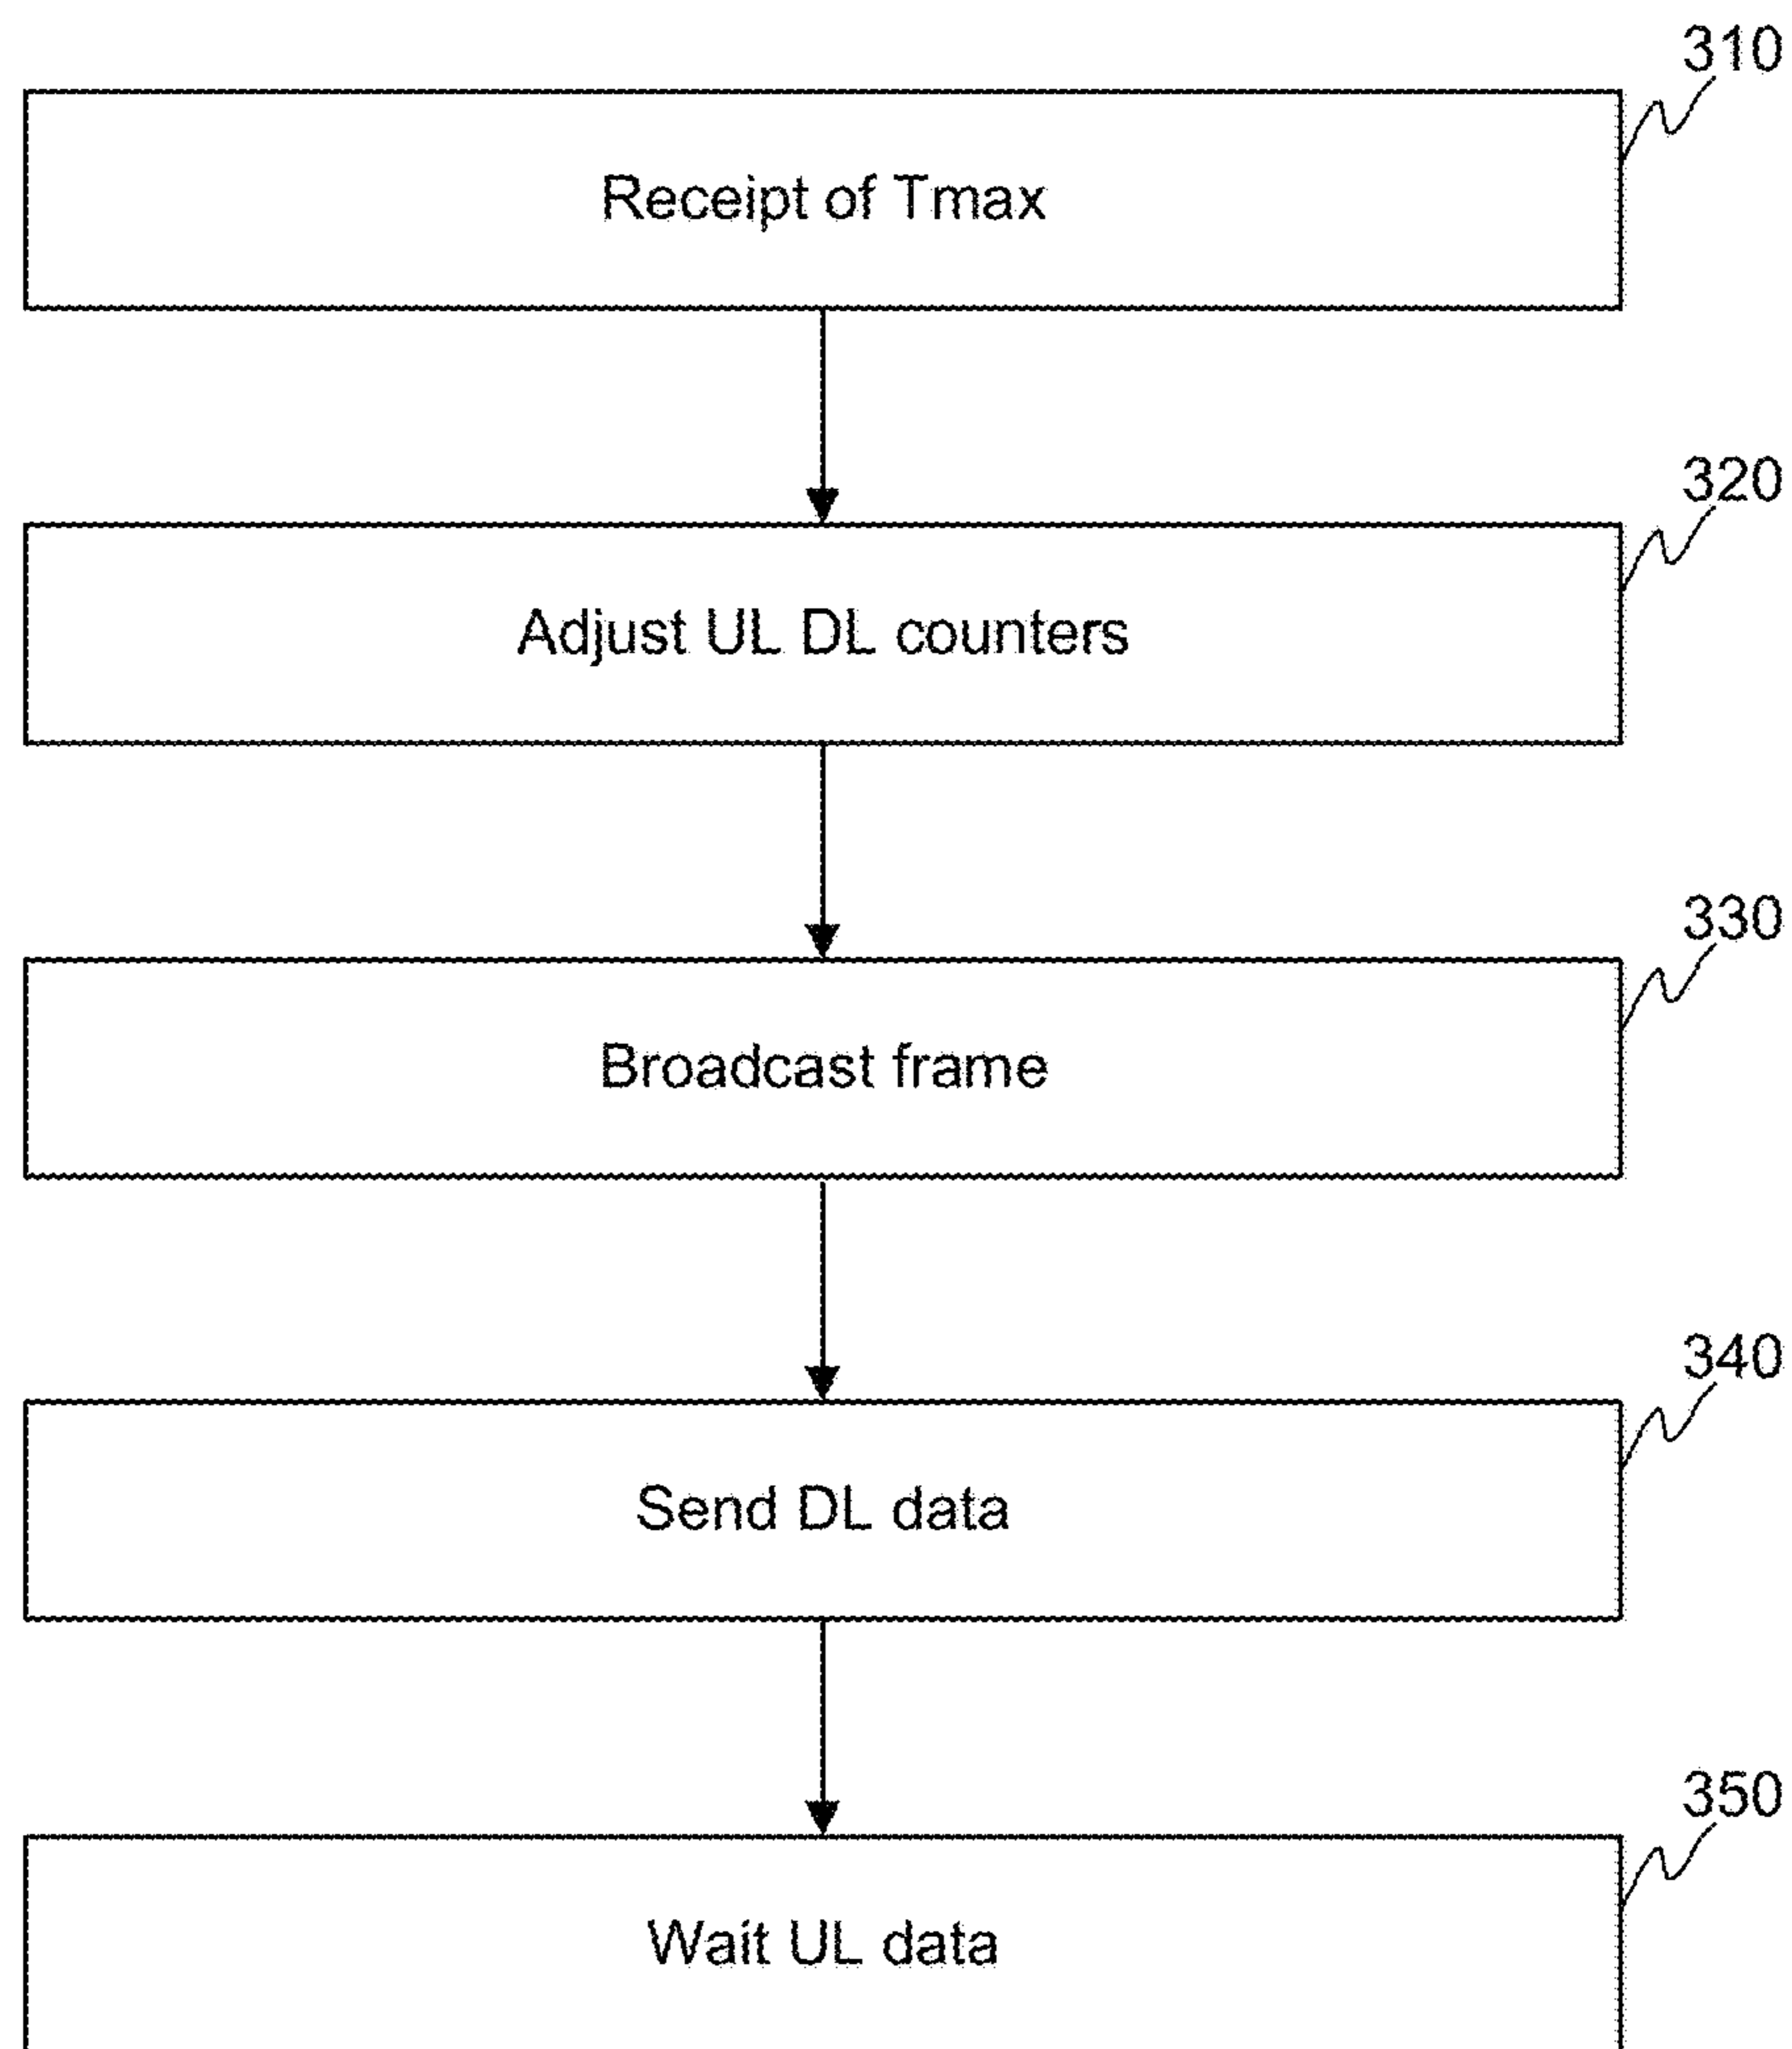 310
Receipt of Tmax
320
Adjust UL DL counters
330
Broadcast frame
340
Send DL data
350
Wait UL data